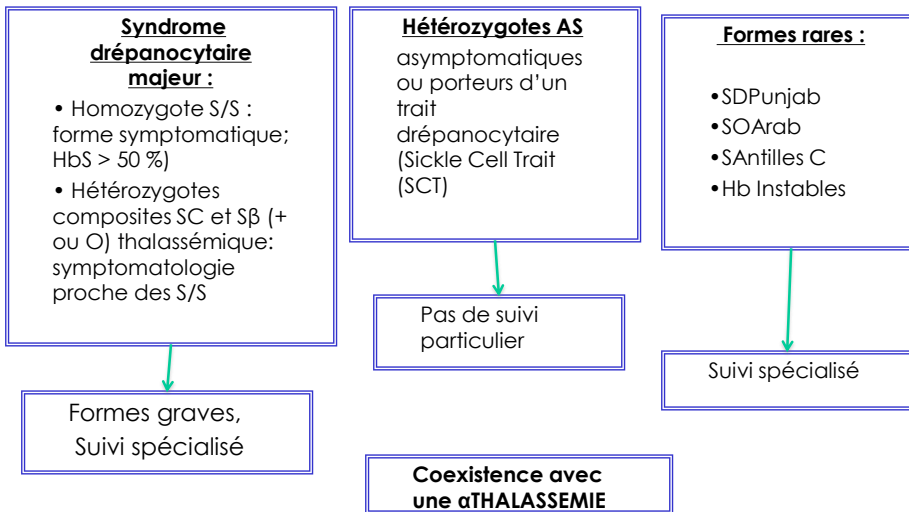 Syndrome
drépanocytaire
majeur :
• Homozygote S/S :
forme symptomatique;
HbS > 50 %)
• Hétérozygotes
composites SC et Sβ (+
ou O) thalassémique:
symptomatologie
proche des S/S
Formes graves,
Suivi spécialisé
Hétérozygotes AS
asymptomatiques
ou porteurs d’un
trait
drépanocytaire
(Sickle Cell Trait
(SCT)
Pas de suivi
particulier
Formes rares :
•SDPunjab
•SOArab
•SAntilles C
•Hb Instables
Suivi spécialisé
Coexistence avec
une αTHALASSEMIE